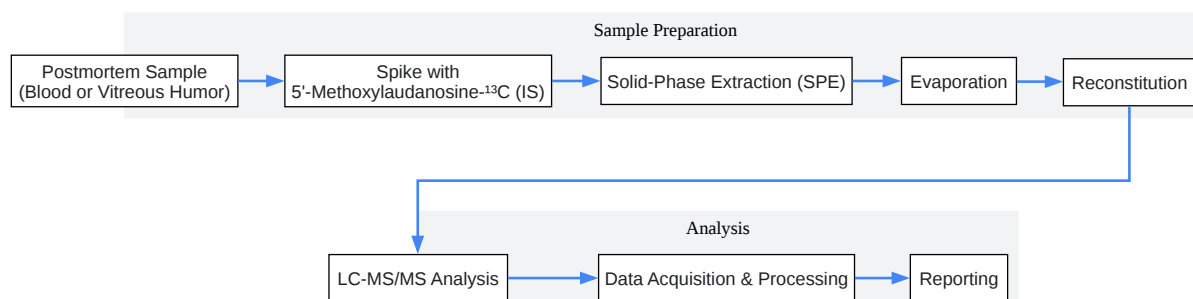 Sample Preparation
Postmortem Sample
(Blood or Vitreous Humor)
Spike with
5'-Methoxylaudanosine-¹³C (IS)
Solid-Phase Extraction (SPE)
Evaporation
Reconstitution
Analysis
LC-MS/MS Analysis
Data Acquisition & Processing
Reporting